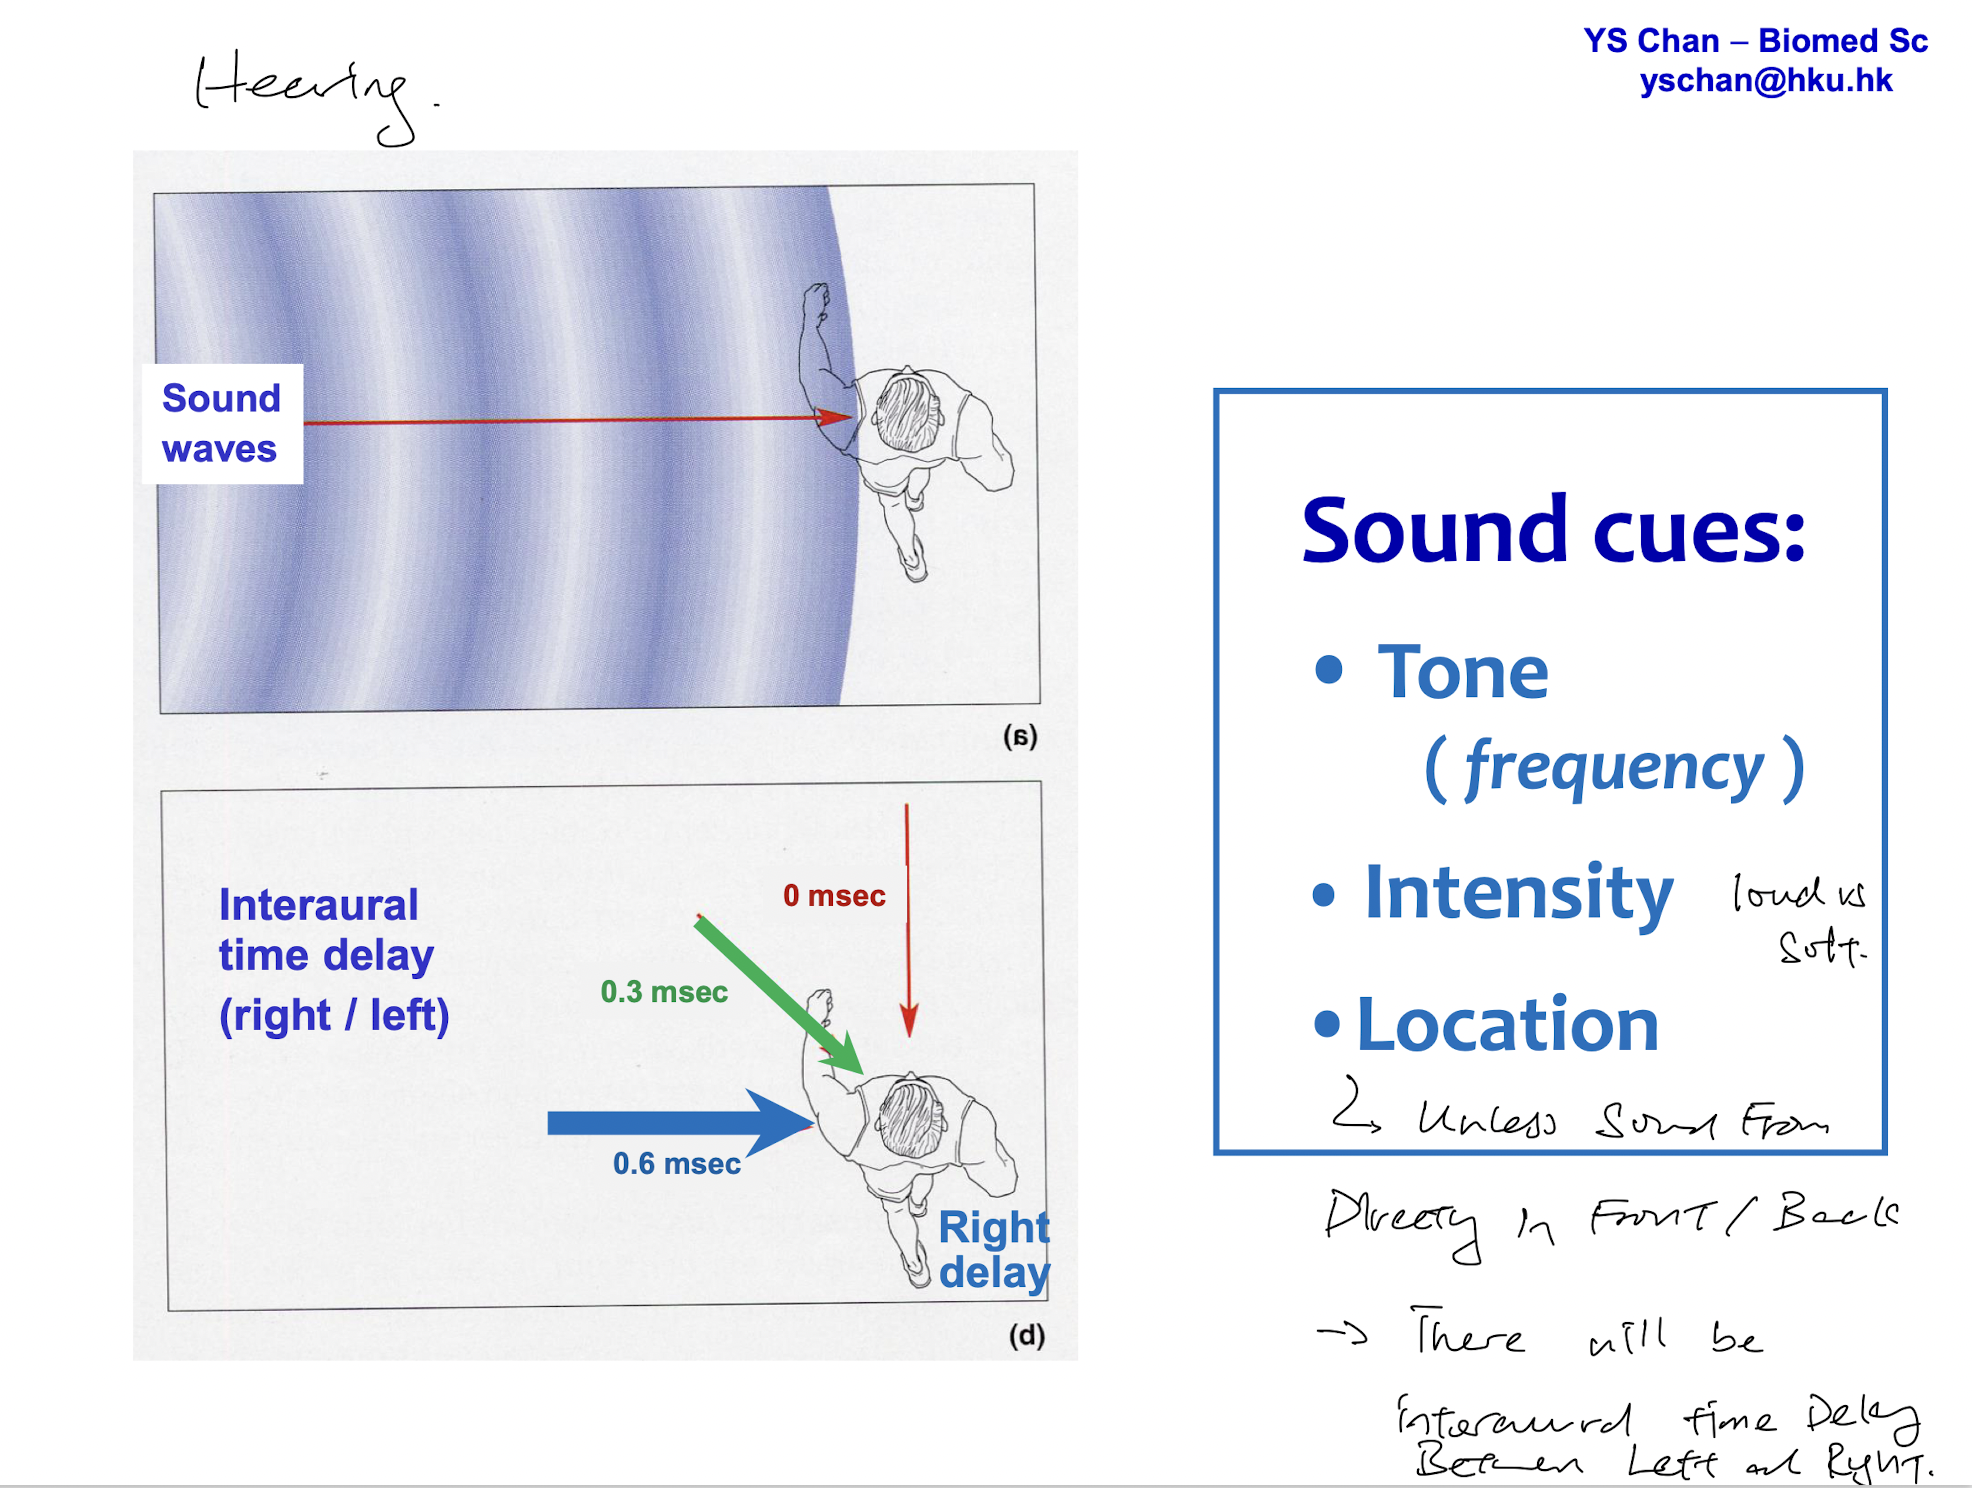 Hearing.
YS Chan – Biomed Sc
yschan@hku.hk
Sound
waves
(a)
Interaural
time delay
(right / left)
0 msec
0.3 msec
0.6 msec
Right
delay
(b)
Sound cues:
• Tone
( frequency )
• Intensity
loud vs
soft.
• Location
↳ Unless Sound From
Directly in Front / Back
→ There will be
interaural time Delay
Between Left and Right.